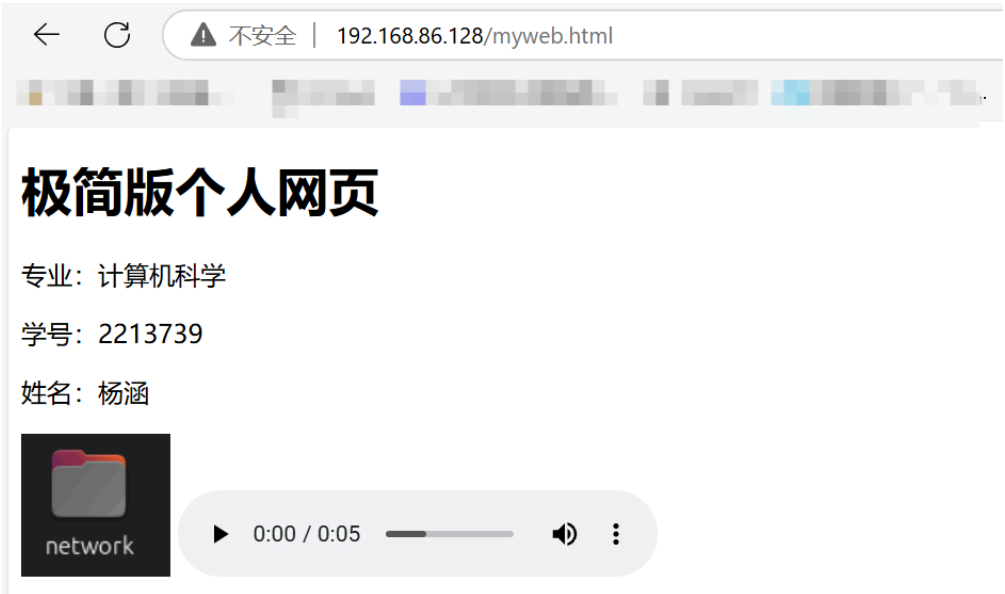 不安全 | 192.168.86.128/myweb.html
极简版个人网页
专业：计算机科学
学号：2213739
姓名：杨涵
network
0:00 / 0:05